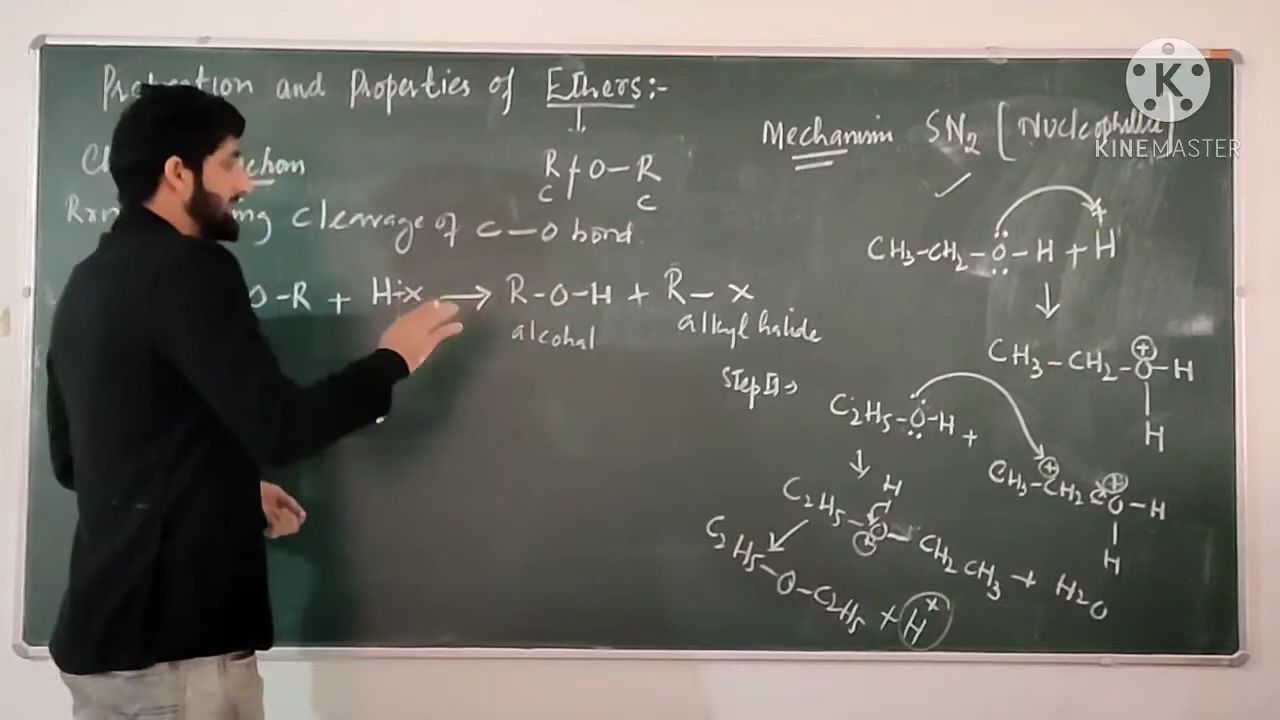 and Properties of Ethers:-
R+O-R
C C
cleavage of C-O bond.
O-R + H-X → R-O-H + R-X
alcohal alkyl halide
Mechanism SN2 [Nucleophilic]
CH3-CH2-O-H + H+
CH3-CH2-O-H
H
Step II→
C2H5-O-H +
CH3-CH2 O-H
H
H
C2H5-O-CH2CH3 + H2O
C2H5-O-C2H5 + H+
K
KINEMASTER